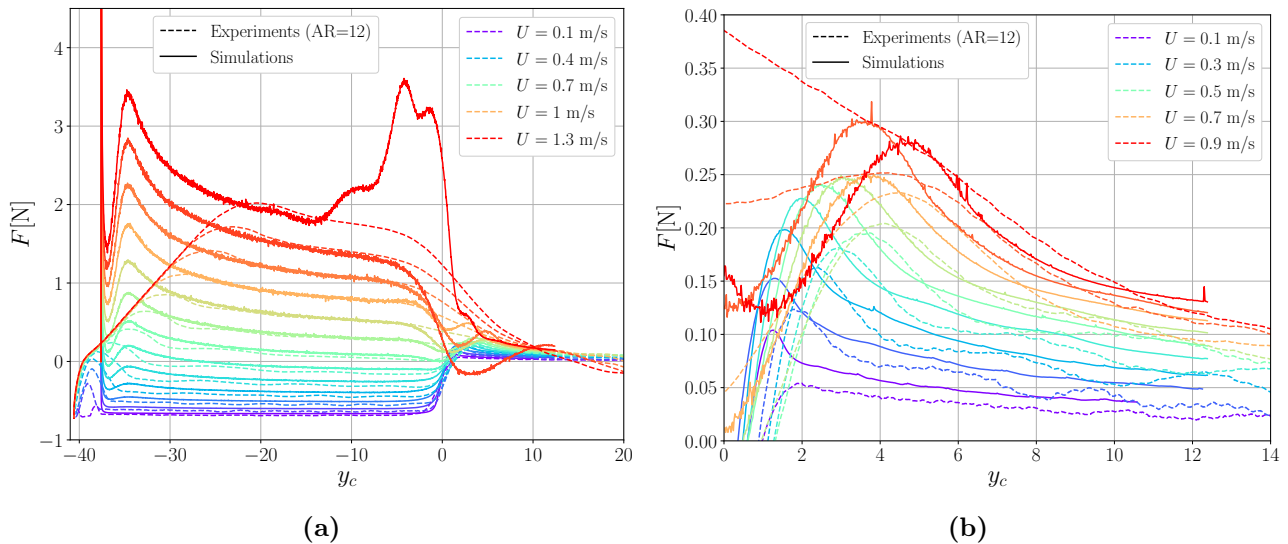 Experiments (AR=12)
Simulations
U = 0.1 m/s
U = 0.4 m/s
U = 0.7 m/s
U = 1 m/s
U = 1.3 m/s
F[N]
4
3
2
1
0
−1
−40 −30 −20 −10 0 10 20
y_c
(a)
Experiments (AR=12)
Simulations
U = 0.1 m/s
U = 0.3 m/s
U = 0.5 m/s
U = 0.7 m/s
U = 0.9 m/s
F[N]
0.40
0.35
0.30
0.25
0.20
0.15
0.10
0.05
0.00
0 2 4 6 8 10 12 14
y_c
(b)